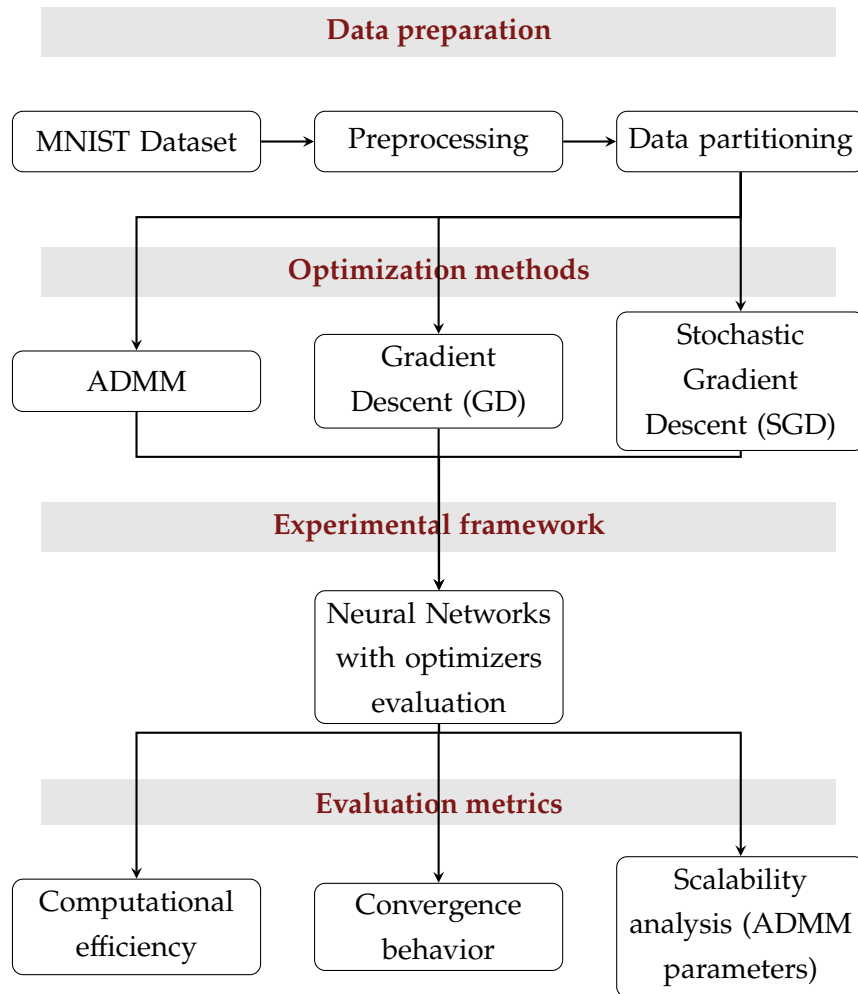 Data preparation
MNIST Dataset
Preprocessing
Data partitioning
Optimization methods
ADMM
Gradient
Descent (GD)
Stochastic
Gradient
Descent (SGD)
Experimental framework
Neural Networks
with optimizers
evaluation
Evaluation metrics
Computational
efficiency
Convergence
behavior
Scalability
analysis (ADMM
parameters)